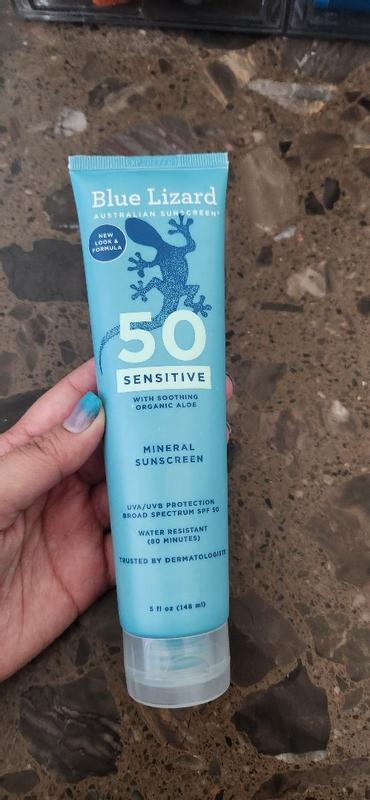 Blue Lizard
AUSTRALIAN SUNSCREEN
NEW
LOOK &
FORMULA
50
SENSITIVE
WITH SOOTHING
ORGANIC ALOE
MINERAL
SUNSCREEN
UVA/UVB PROTECTION
BROAD SPECTRUM SPF 50
WATER RESISTANT
(80 MINUTES)
TRUSTED BY DERMATOLOGISTS
5 fl oz (148 ml)